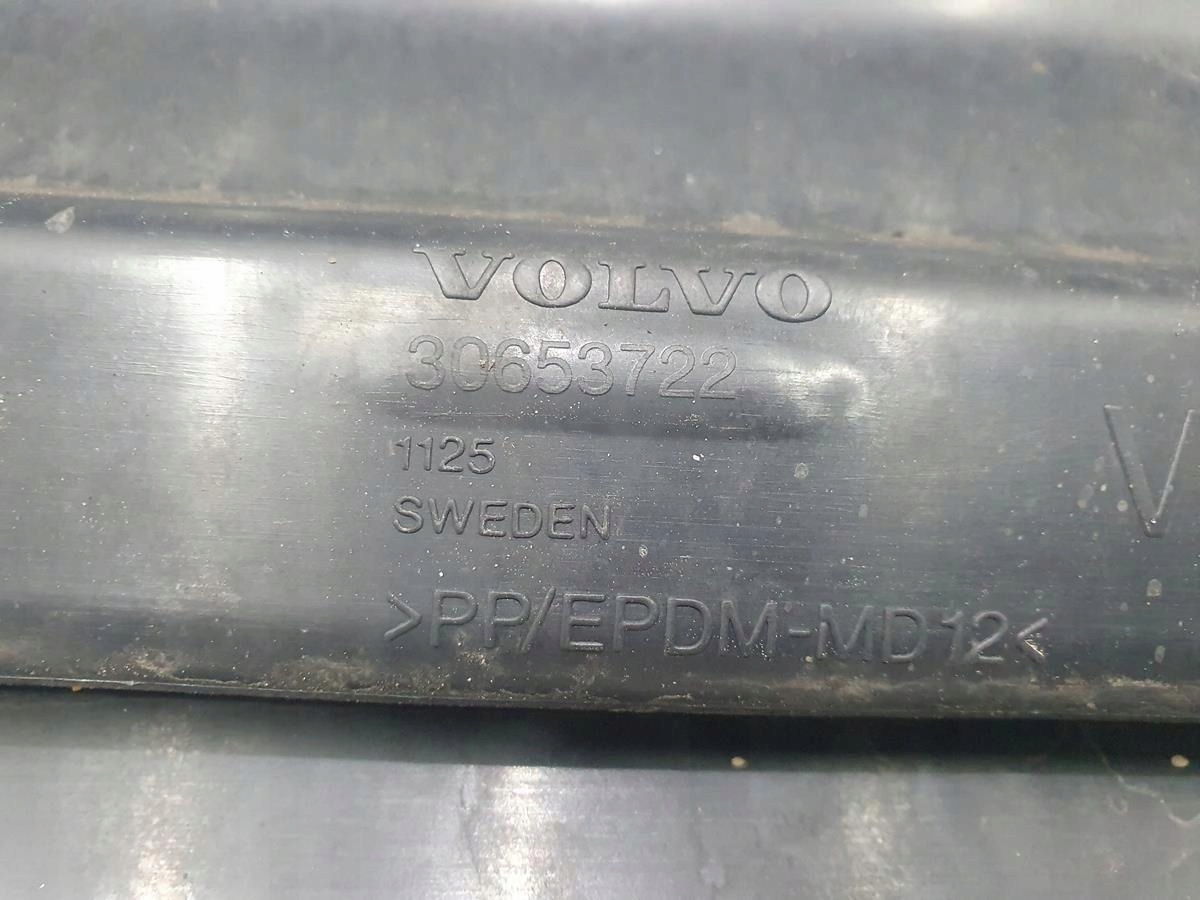 VOLVO
30653722
1125
SWEDEN
>PP/EPDM-MD12<
V